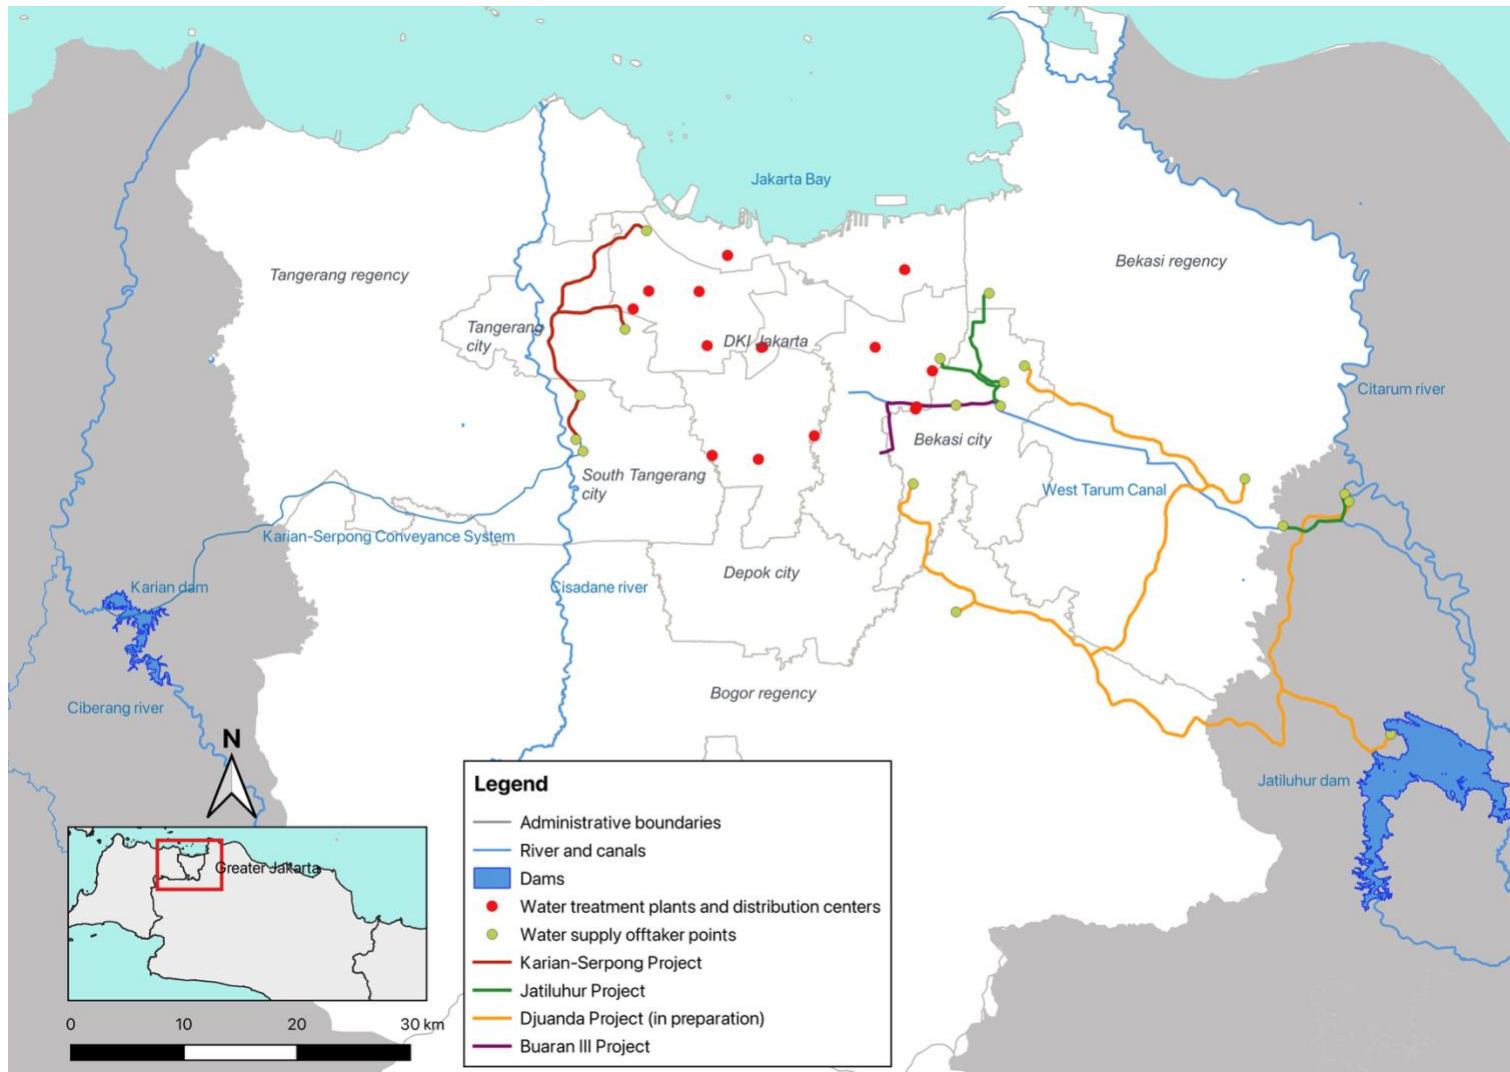 Jakarta Bay
Tangerang regency
Bekasi regency
Tangerang
city
DKI Jakarta
Citarum river
Bekasi city
South Tangerang
city
West Tarum Canal
Karian-Serpong Conveyance System
Karian dam
Cisadane river
Depok city
Ciberang river
Bogor regency
Jatiluhur dam
N
Greater Jakarta
0 10 20 30 km
Legend
Administrative boundaries
River and canals
Dams
Water treatment plants and distribution centers
Water supply offtaker points
Karian-Serpong Project
Jatiluhur Project
Djuanda Project (in preparation)
Buaran III Project